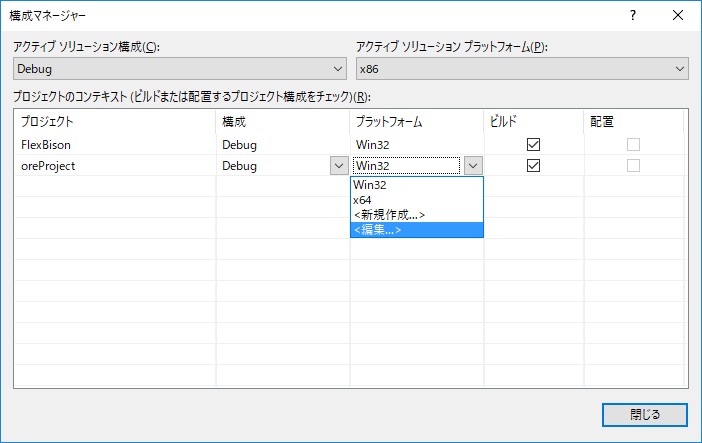 構成マネージャー
アクティブ ソリューション構成(C):
アクティブ ソリューション プラットフォーム(P):
Debug
x86
プロジェクトのコンテキスト (ビルドまたは配置するプロジェクト構成をチェック)(R):
プロジェクト 構成 プラットフォーム ビルド 配置
FlexBison Debug Win32
oreProject Debug Win32
Win32
x64
<新規作成...>
<編集...>
閉じる